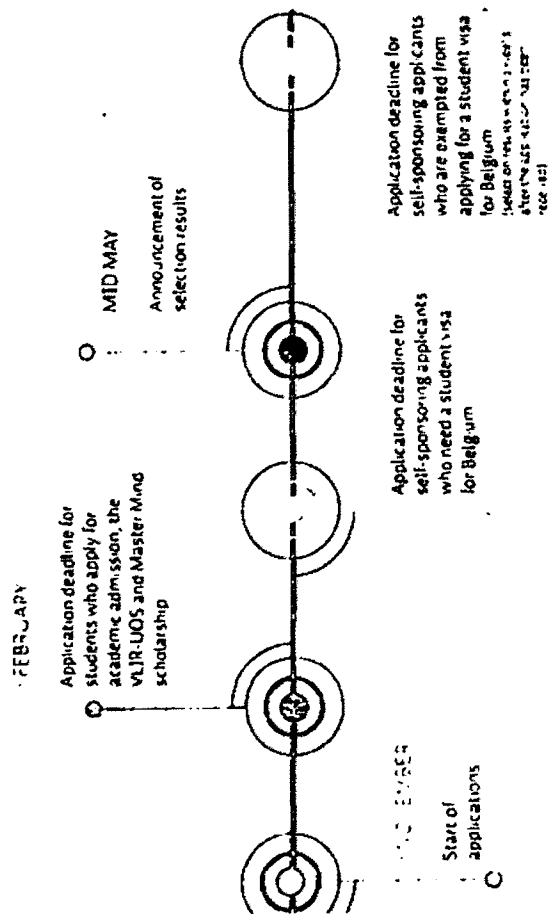 FEBRUARY
Application deadline for
students who apply for
academic admission, the
VLIR-UOS and Master Mind
scholarship
MID MAY
Announcement of
selection results
Start of
applications
Application deadline for
self-sponsoring applicants
who need a student visa
for Belgium
Application deadline for
self-sponsoring applicants
who are exempted from
applying for a student visa
for Belgium